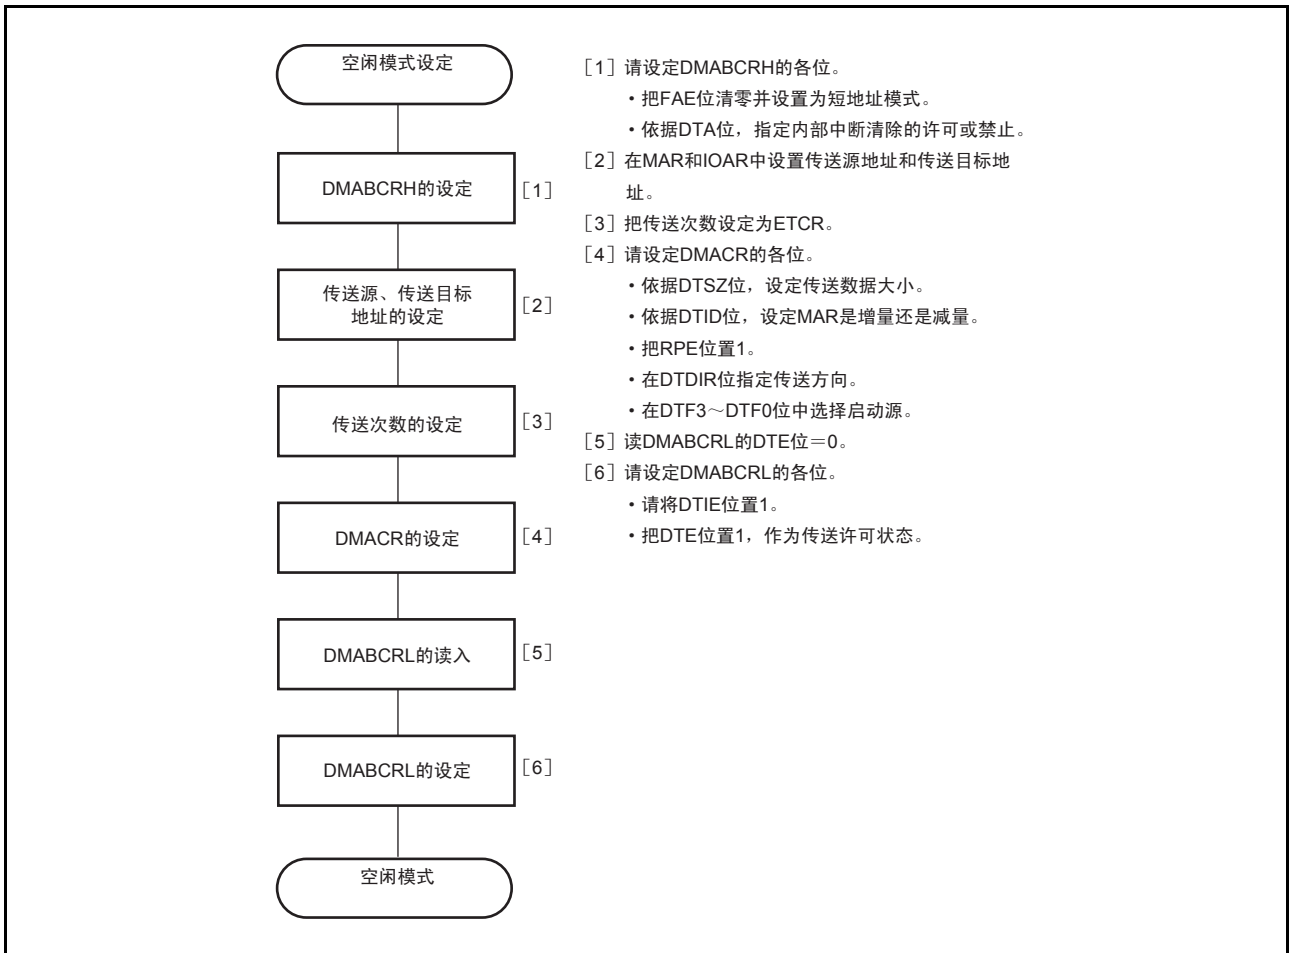 空闲模式设定
DMABCRH的设定
[1]
传送源、传送目标
地址的设定
[2]
传送次数的设定
[3]
DMACR的设定
[4]
DMABCRL的读入
[5]
DMABCRL的设定
[6]
空闲模式
[1] 请设定DMABCRH的各位。
・把FAE位清零并设置为短地址模式。
・依据DTA位，指定内部中断清除的许可或禁止。
[2] 在MAR和IOAR中设置传送源地址和传送目标地
址。
[3] 把传送次数设定为ETCR。
[4] 请设定DMACR的各位。
・依据DTSZ位，设定传送数据大小。
・依据DTID位，设定MAR是增量还是减量。
・把RPE位置1。
・在DTDIR位指定传送方向。
・在DTF3～DTF0位中选择启动源。
[5] 读DMABCRL的DTE位＝0。
[6] 请设定DMABCRL的各位。
・请将DTIE位置1。
・把DTE位置1，作为传送许可状态。